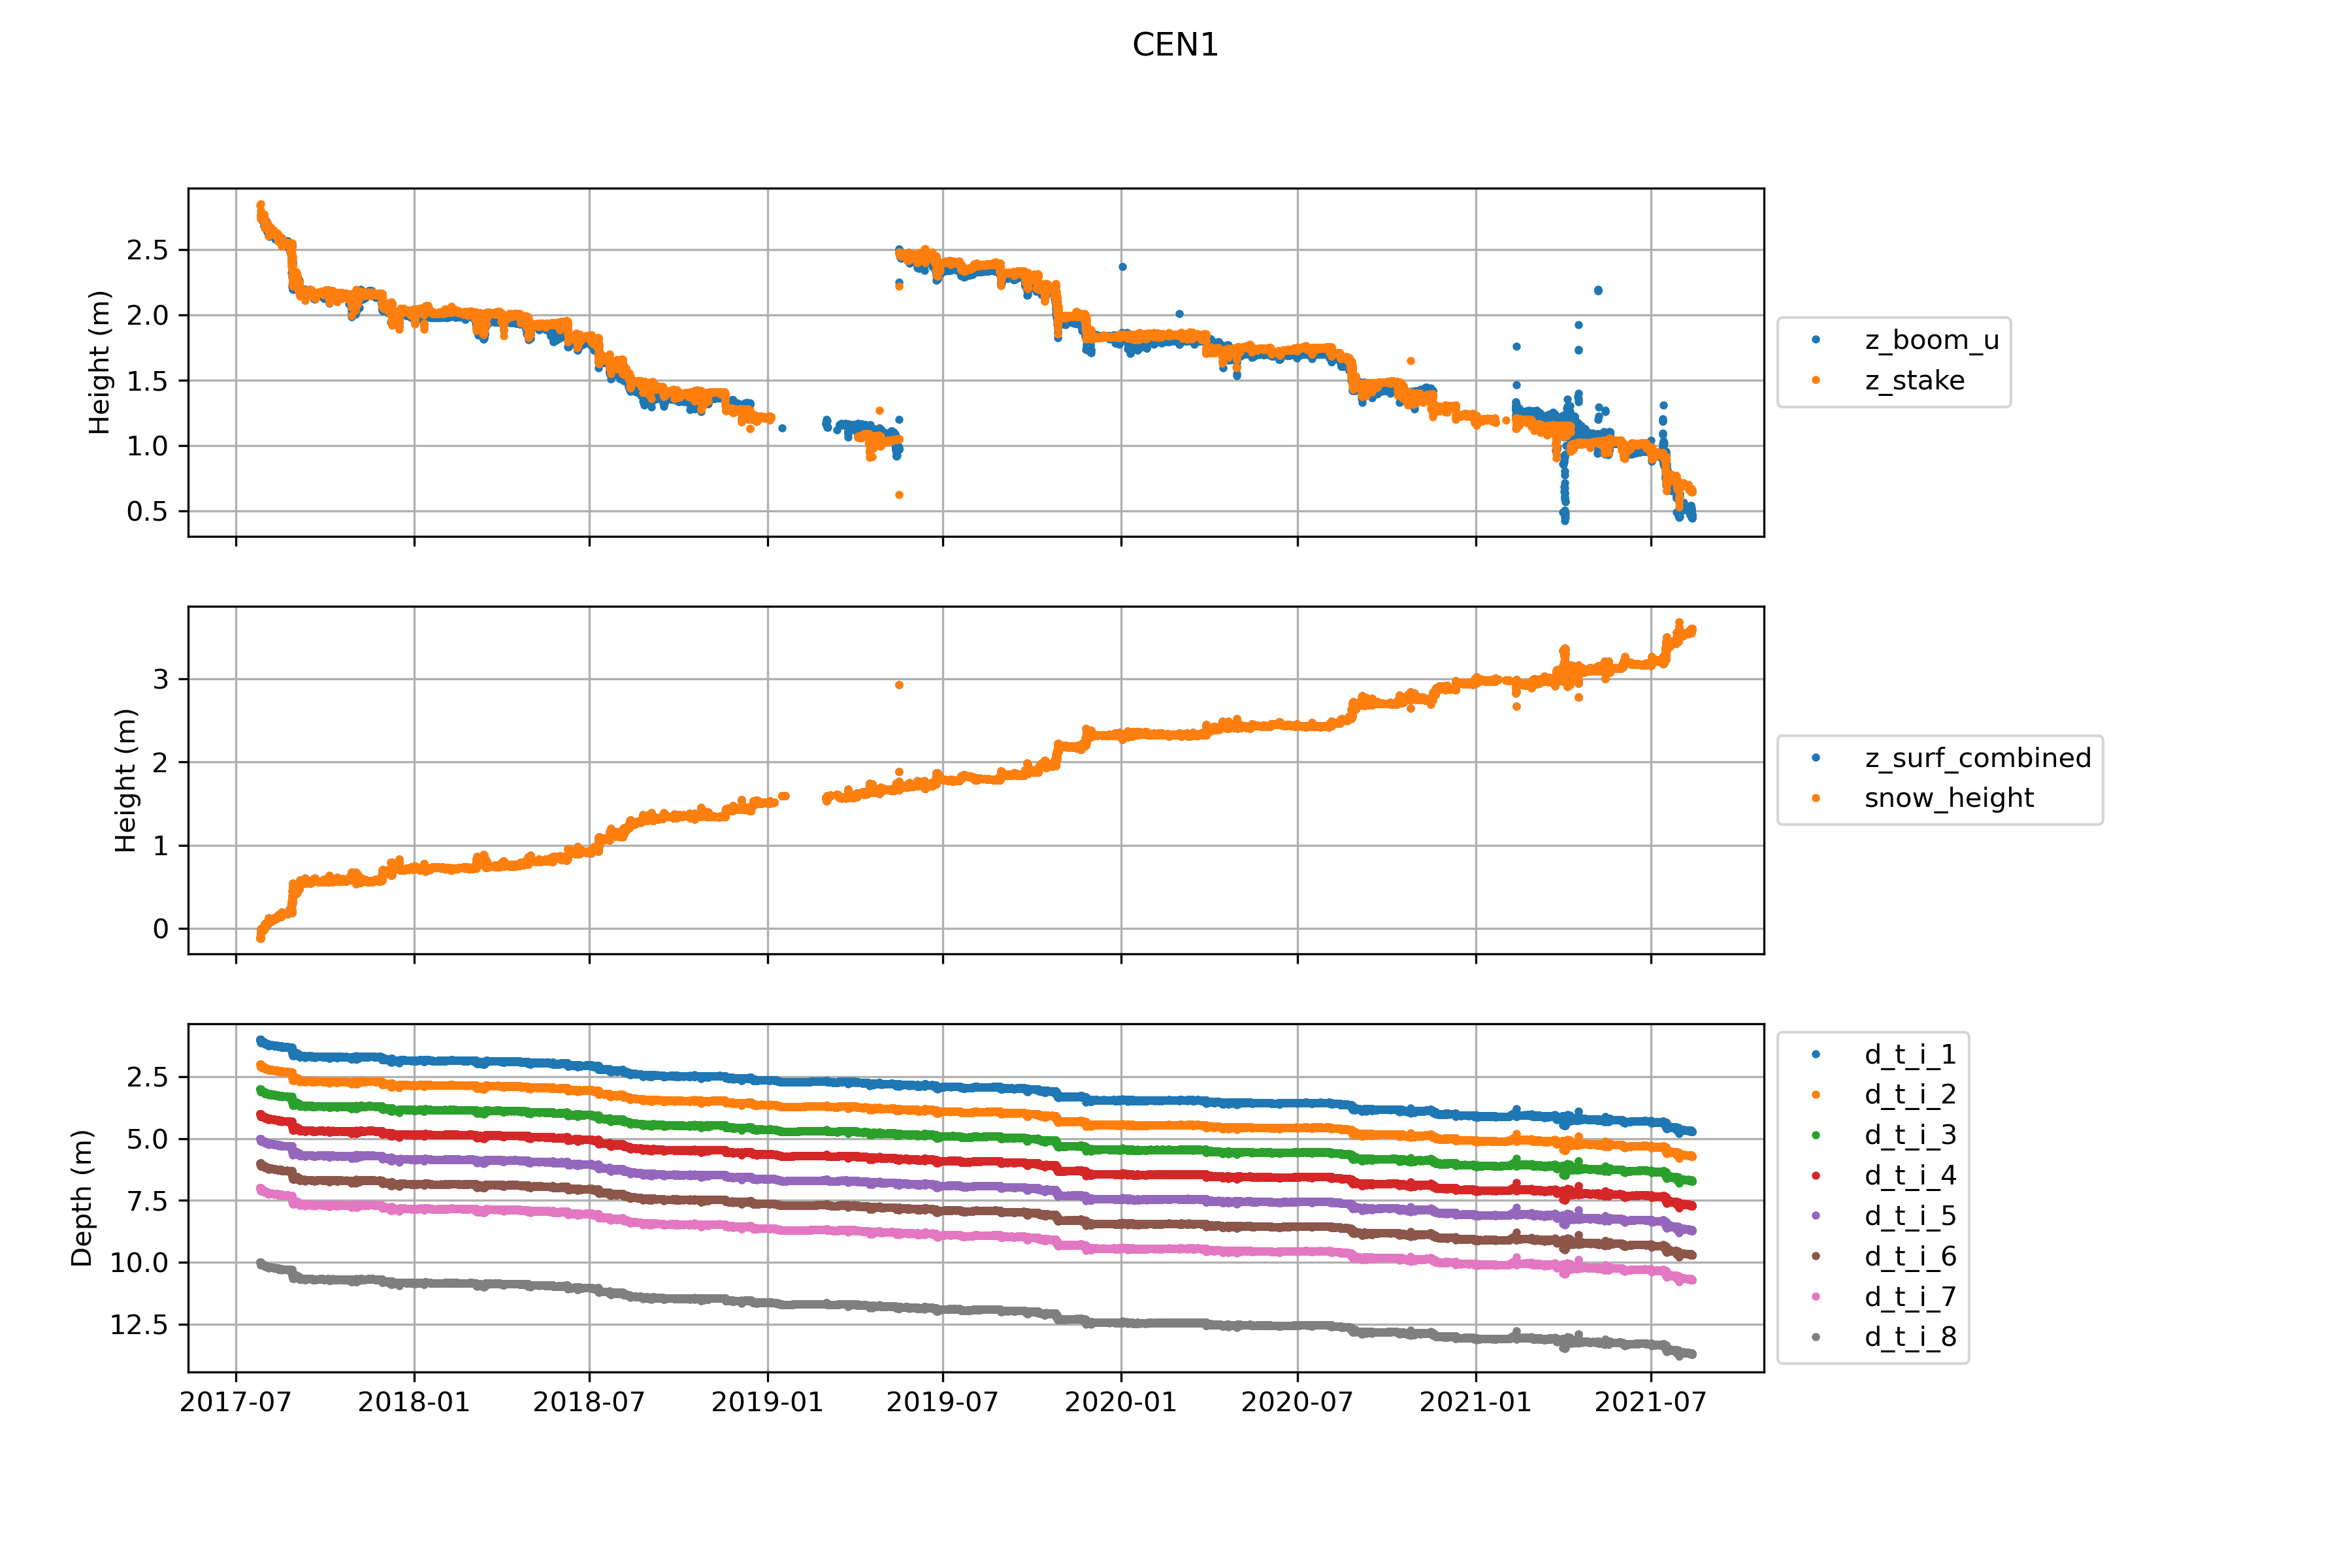 CEN1
Height (m)
2.5
2.0
1.5
1.0
0.5
z_boom_u
z_stake
Height (m)
3
2
1
0
z_surf_combined
snow_height
Depth (m)
2.5
5.0
7.5
10.0
12.5
d_t_i_1
d_t_i_2
d_t_i_3
d_t_i_4
d_t_i_5
d_t_i_6
d_t_i_7
d_t_i_8
2017-07 2018-01 2018-07 2019-01 2019-07 2020-01 2020-07 2021-01 2021-07